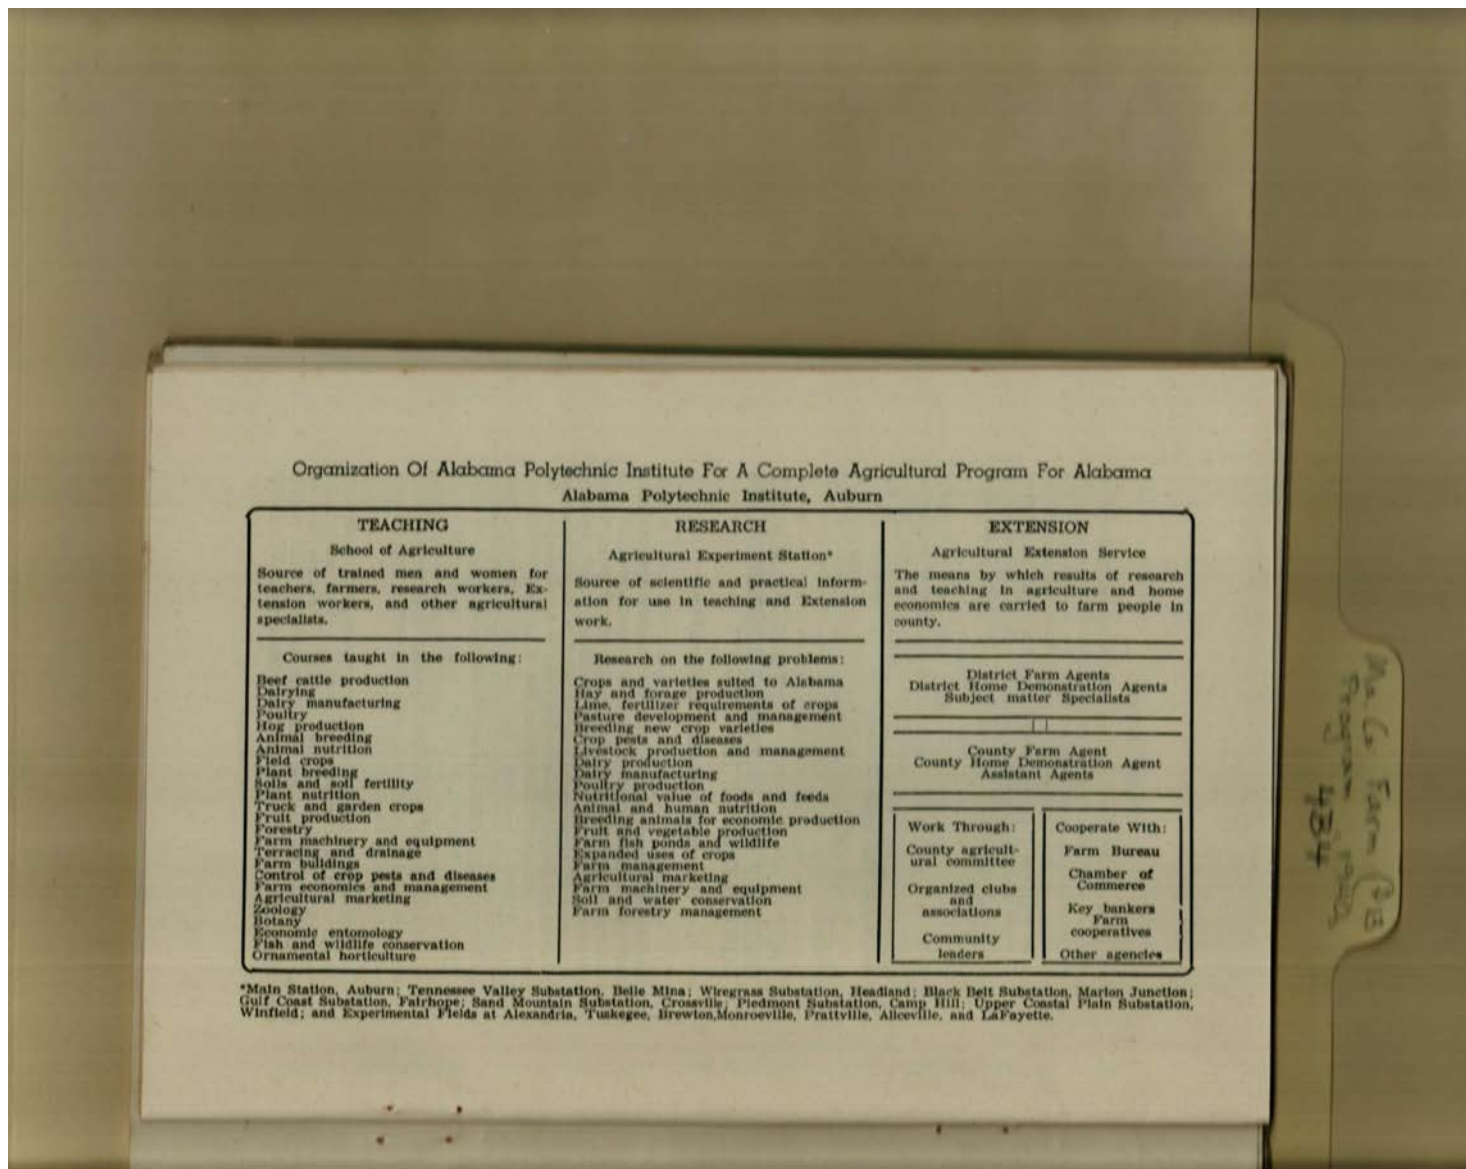 Organization Of Alabama Polytechnic Institute For A Complete Agricultural Program For Alabama
Alabama Polytechnic Institute, Auburn
TEACHING
School of Agriculture
Source of trained men and women for
teachers, farmers, research workers, Ex-
tension workers, and other agricultural
specialists.
Courses taught in the following:
Beef cattle production
Dairying
Dairy manufacturing
Poultry
Hog production
Animal breeding
Animal nutrition
Field crops
Plant breeding
Soils and soil fertility
Plant nutrition
Truck and garden crops
Fruit production
Forestry
Farm machinery and equipment
Terracing and drainage
Farm buildings
Control of crop pests and diseases
Farm economics and management
Agricultural marketing
Zoology
Botany
Economic entomology
Fish and wildlife conservation
Ornamental horticulture
RESEARCH
Agricultural Experiment Station*
Source of scientific and practical inform-
ation for use in teaching and Extension
work.
Research on the following problems:
Crops and varieties suited to Alabama
Hay and forage production
Lime, fertilizer requirements of crops
Pasture development and management
Breeding new crop varieties
Crop pests and diseases
Livestock production and management
Dairy production
Dairy manufacturing
Poultry production
Nutritional value of foods and feeds
Animal and human nutrition
Breeding animals for economic production
Fruit and vegetable production
Farm fish ponds and wildlife
Expanded uses of crops
Farm management
Agricultural marketing
Farm machinery and equipment
Soil and water conservation
Farm forestry management
EXTENSION
Agricultural Extension Service
The means by which results of research
and teaching in agriculture and home
economics are carried to farm people in
county.
District Farm Agents
District Home Demonstration Agents
Subject matter Specialists
County Farm Agent
County Home Demonstration Agent
Assistant Agents
Work Through:
County agricult-
ural committee
Organized clubs
and
associations
Community
leaders
Cooperate With:
Farm Bureau
Chamber of
Commerce
Key bankers
Farm
cooperatives
Other agencies
*Main Station, Auburn; Tennessee Valley Substation, Belle Mina; Wiregrass Substation, Headland; Black Belt Substation, Marion Junction;
Gulf Coast Substation, Fairhope; Sand Mountain Substation, Crossville; Piedmont Substation, Camp Hill; Upper Coastal Plain Substation,
Winfield; and Experimental Fields at Alexandria, Tuskegee, Brewton,Monroeville, Prattville, Aliceville, and LaFayette.
Co Farm
Program